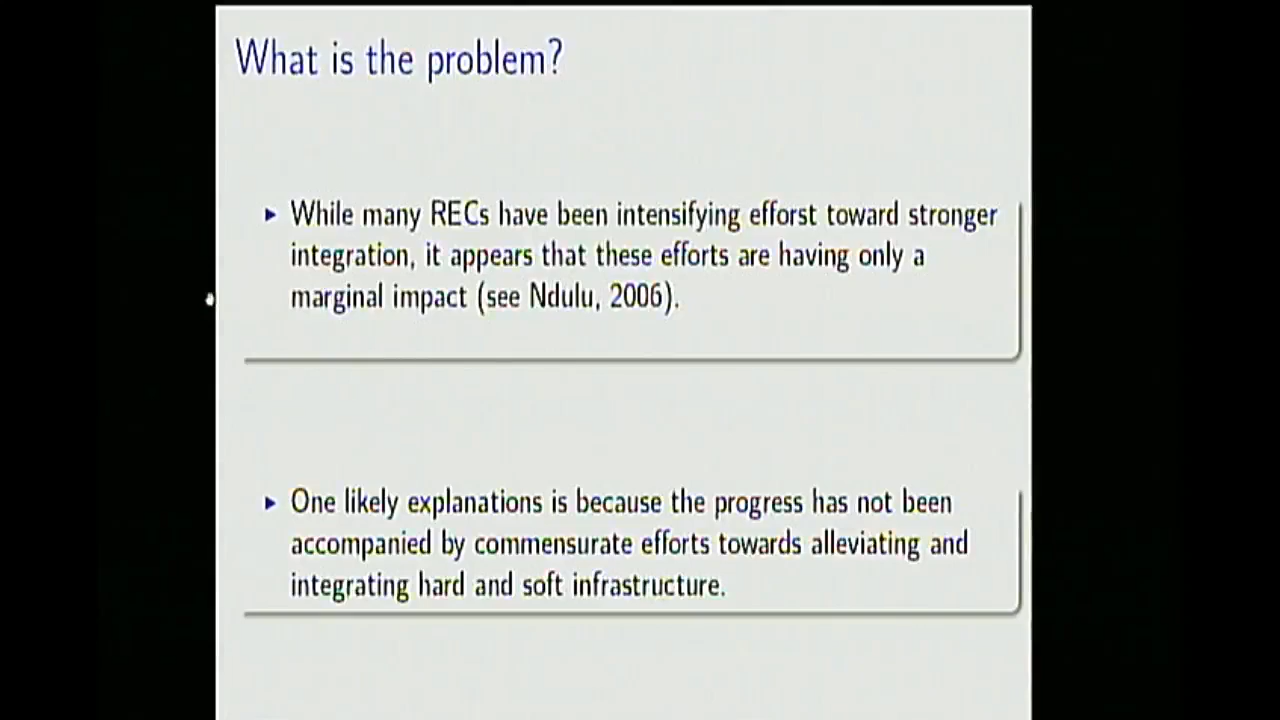 What is the problem?
▶ While many RECs have been intensifying efforst toward stronger
integration, it appears that these efforts are having only a
marginal impact (see Ndulu, 2006).
▶ One likely explanations is because the progress has not been
accompanied by commensurate efforts towards alleviating and
integrating hard and soft infrastructure.